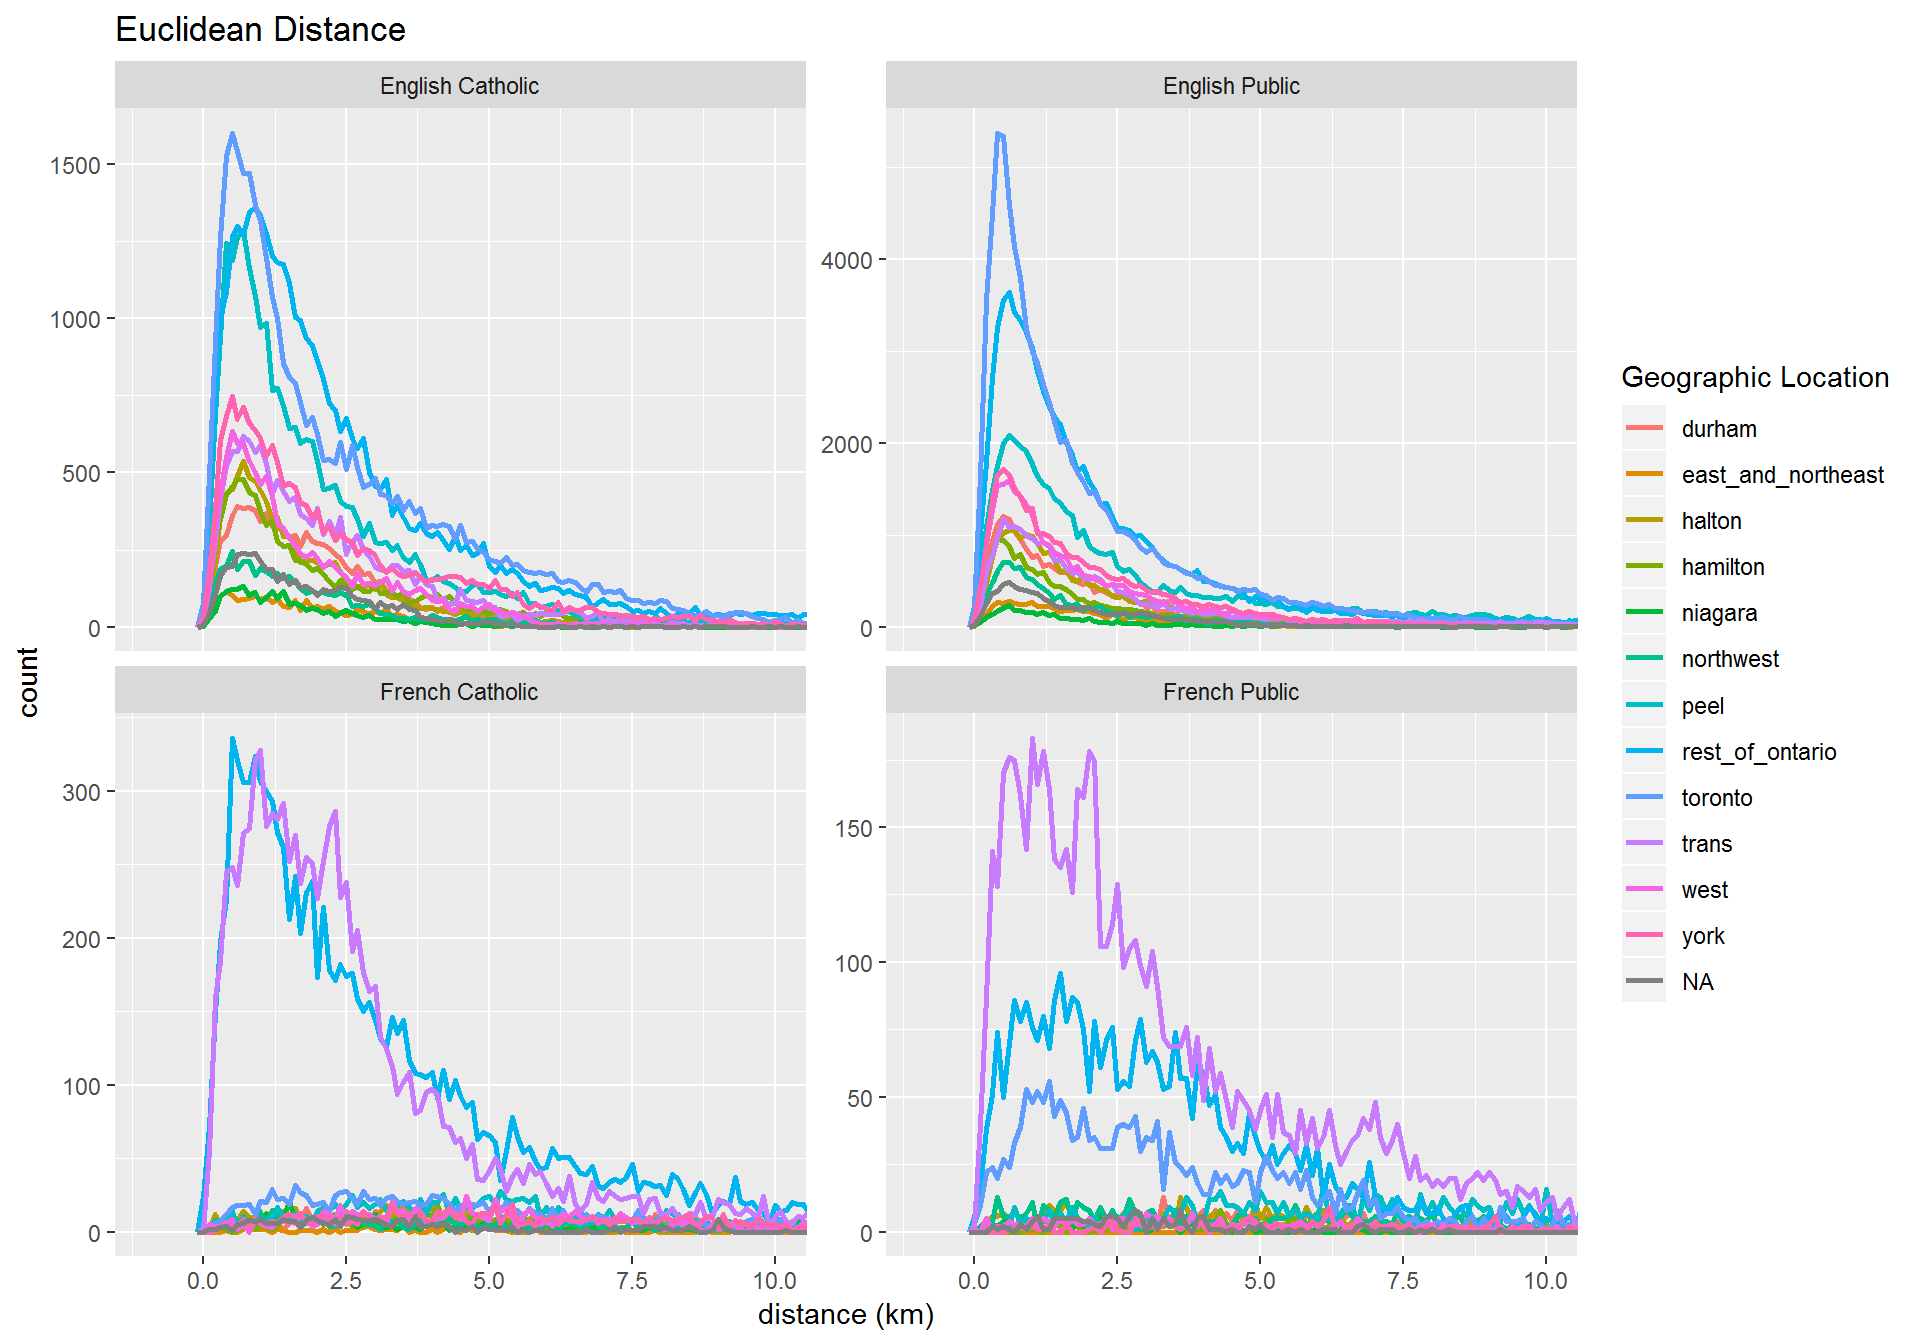 Euclidean Distance
English Catholic
English Public
1500
1000
500
0
4000
2000
0
French Catholic
French Public
300
200
100
0
150
100
50
0
0.0 2.5 5.0 7.5 10.0
0.0 2.5 5.0 7.5 10.0
distance (km)
count
Geographic Location
durham
east_and_northeast
halton
hamilton
niagara
northwest
peel
rest_of_ontario
toronto
trans
west
york
NA